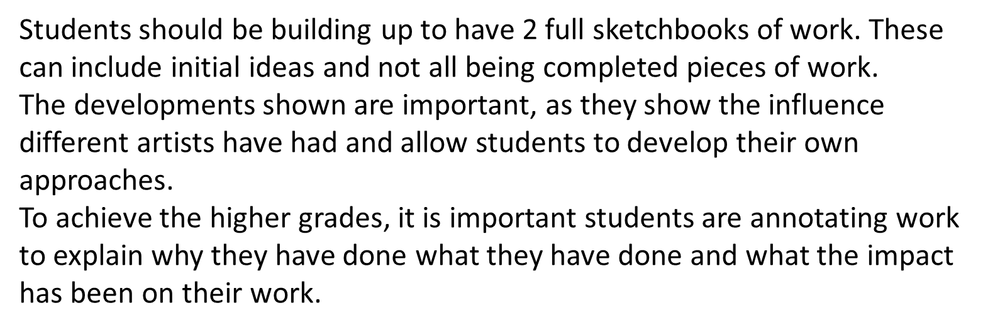 Students should be building up to have 2 full sketchbooks of work. These
can include initial ideas and not all being completed pieces of work.
The developments shown are important, as they show the influence
different artists have had and allow students to develop their own
approaches.
To achieve the higher grades, it is important students are annotating work
to explain why they have done what they have done and what the impact
has been on their work.